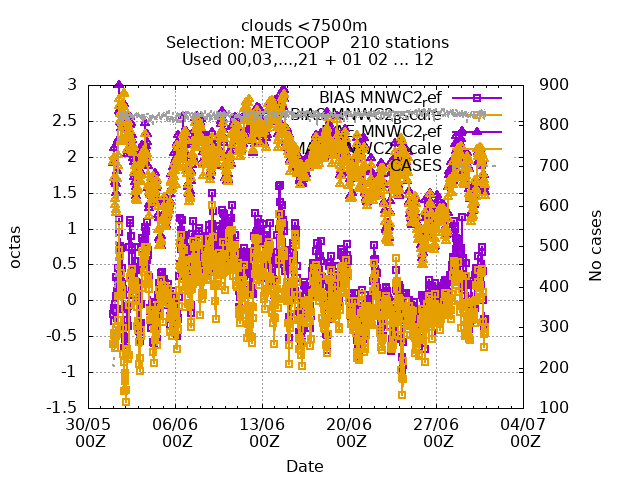 clouds <7500m
Selection: METCOOP 210 stations
Used 00,03,...,21 + 01 02 ... 12
3
2.5
2
1.5
1
0.5
0
-0.5
-1
-1.5
octas
900
800
700
600
500
400
300
200
100
No cases
BIAS MNWC2ref
MNWC2ref
CASES
30/05 06/06 13/06 20/06 27/06 04/07
00Z 00Z 00Z 00Z 00Z 00Z
Date